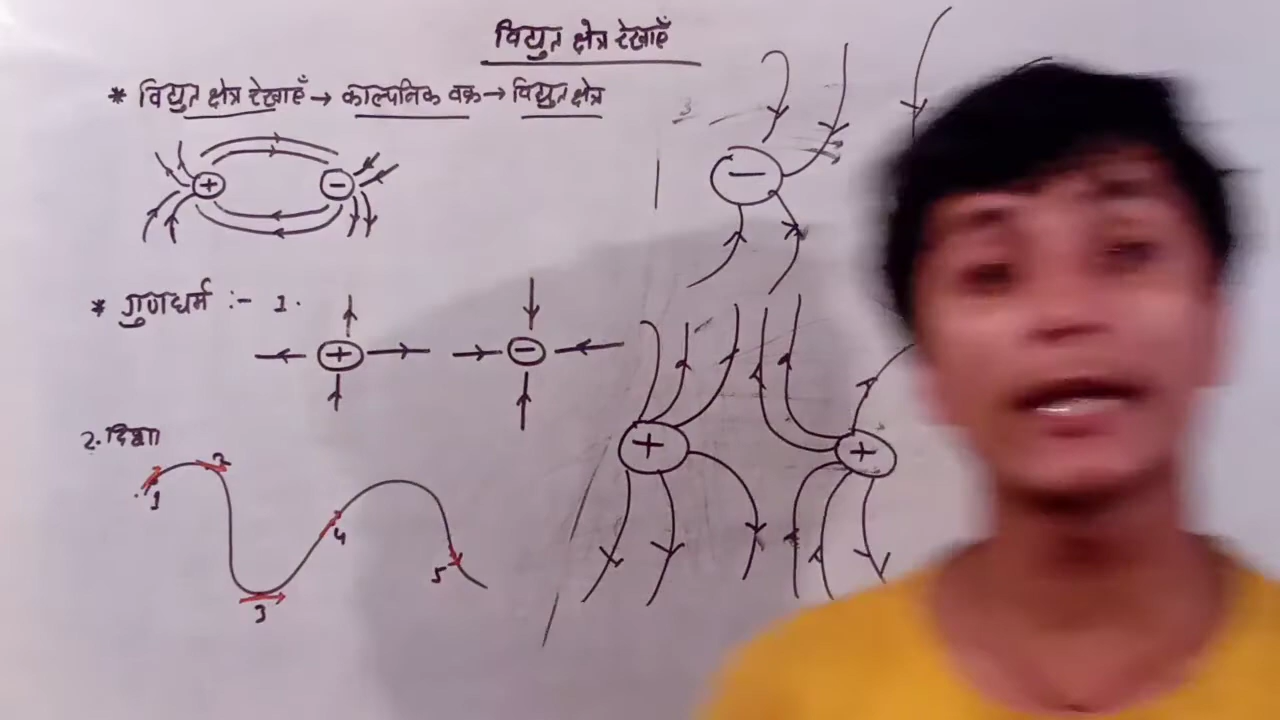 विद्युत क्षेत्र रेखाएँ
* विद्युत क्षेत्र रेखाएँ → काल्पनिक वक्र → विद्युत क्षेत्र
+ −
−
* गुणधर्म :- 1.
+ −
2. दिशा
+ +
1 2 3 4 5